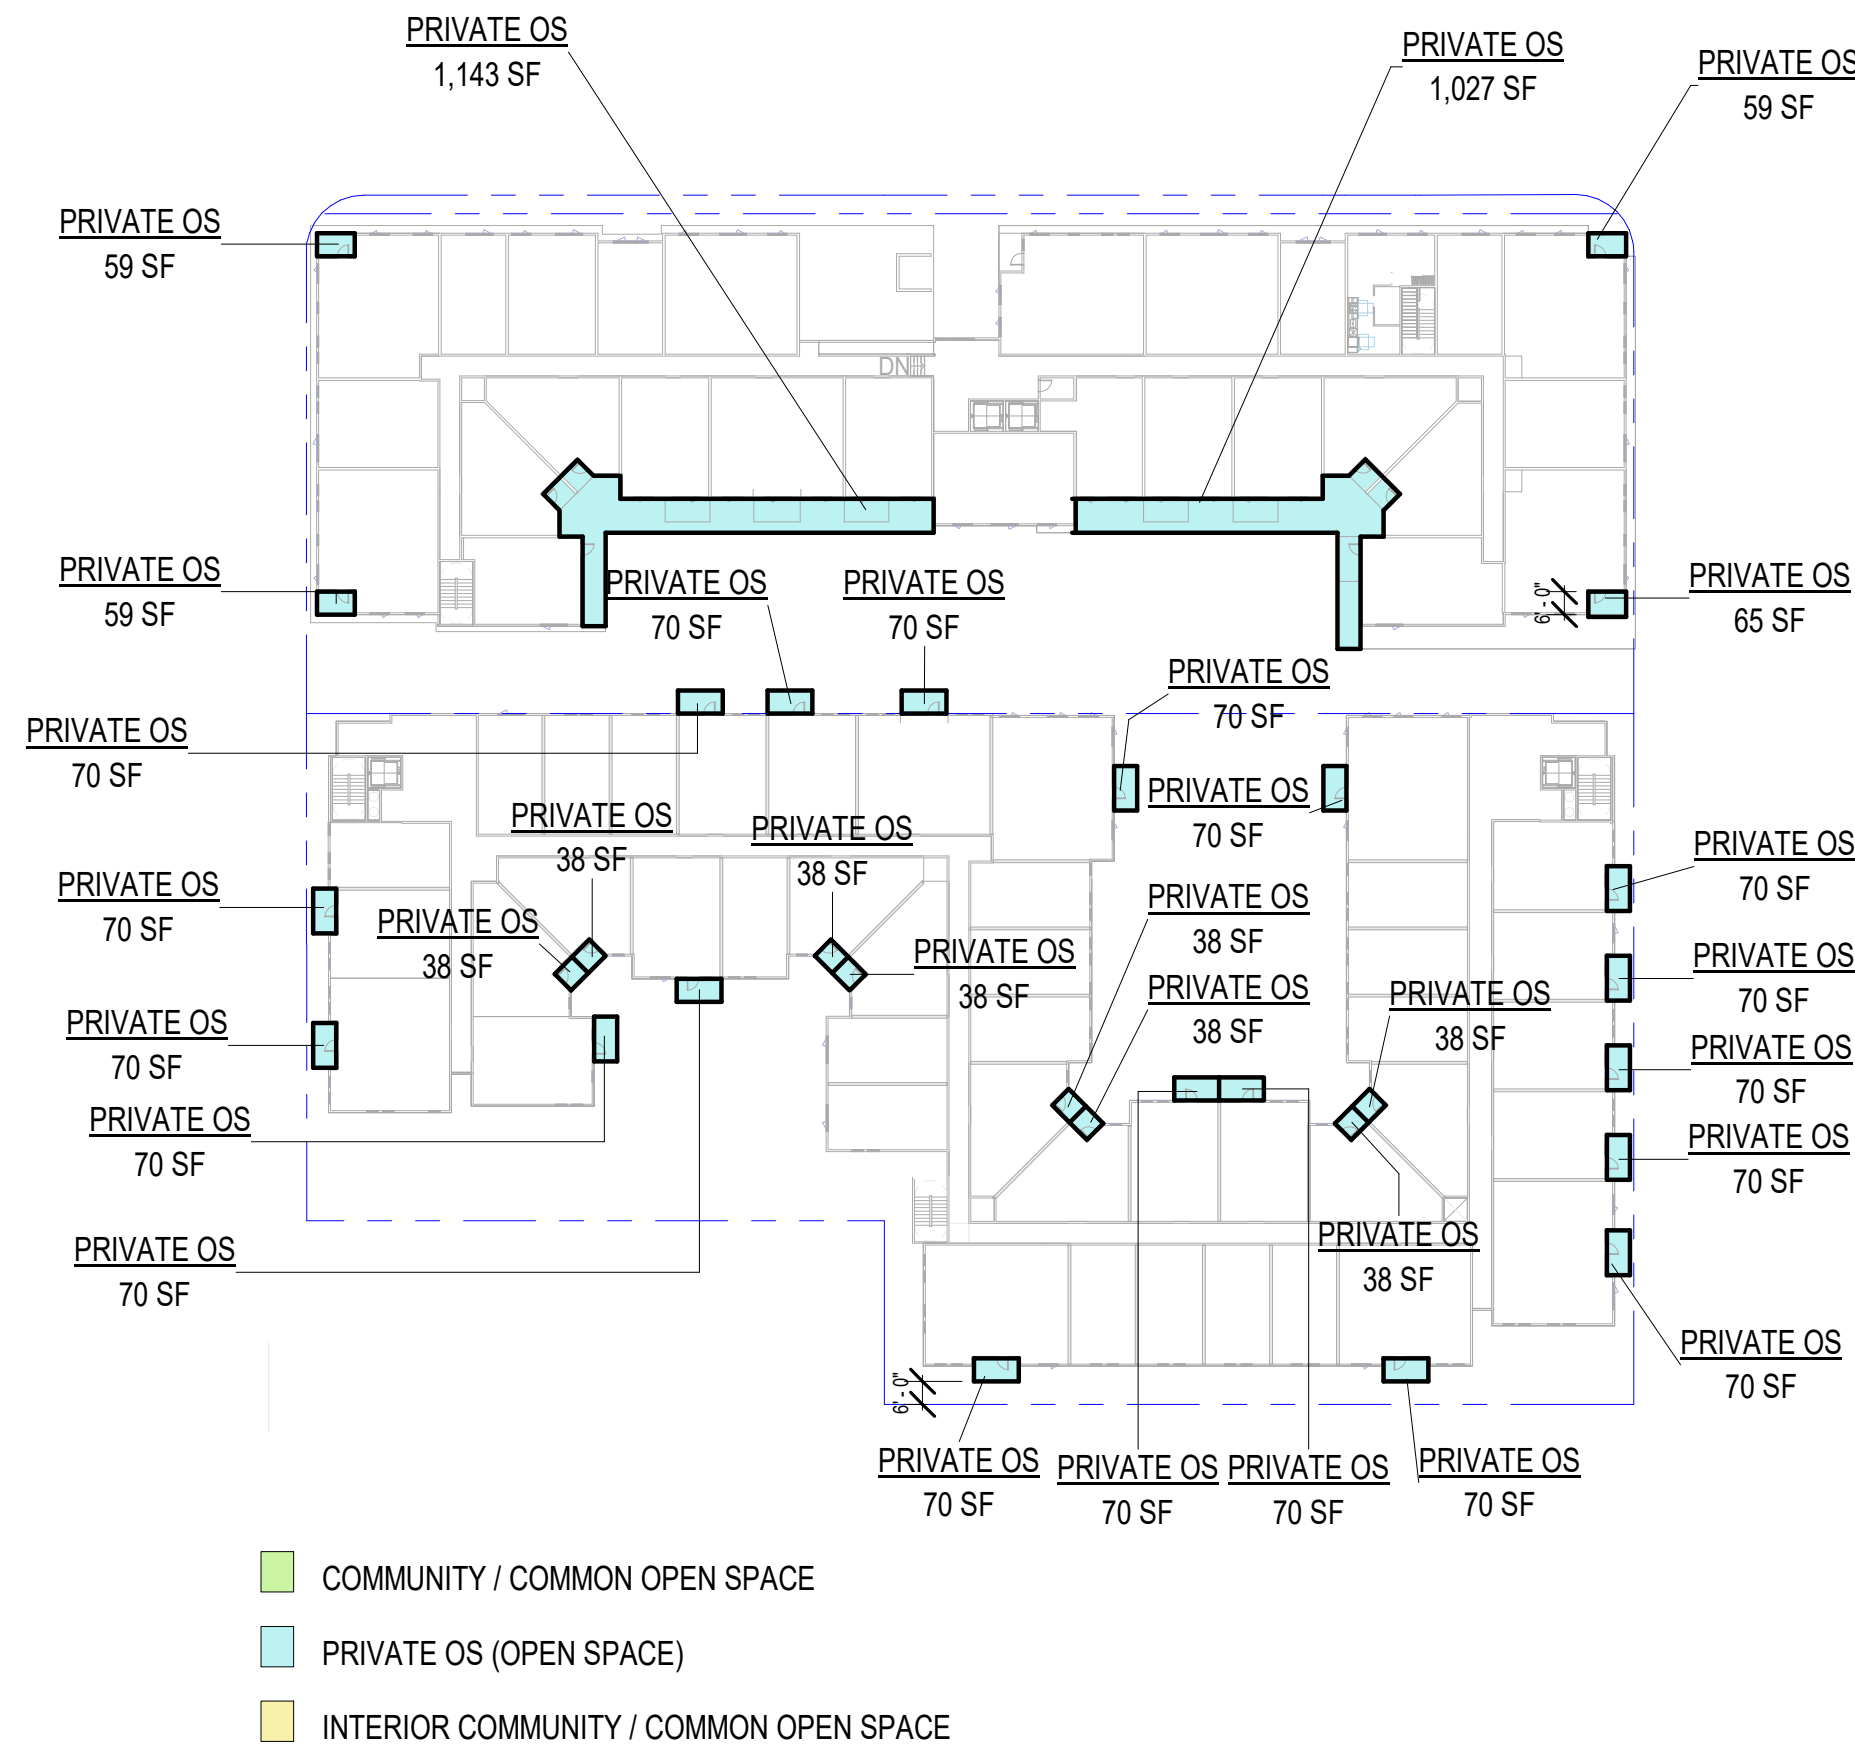 PRIVATE OS
1,143 SF
PRIVATE OS
1,027 SF
PRIVATE OS
59 SF
PRIVATE OS
59 SF
DN
PRIVATE OS
59 SF
PRIVATE OS
70 SF
PRIVATE OS
70 SF
6' - 0"
PRIVATE OS
65 SF
PRIVATE OS
70 SF
PRIVATE OS
70 SF
PRIVATE OS
70 SF
PRIVATE OS
38 SF
PRIVATE OS
38 SF
PRIVATE OS
70 SF
PRIVATE OS
70 SF
PRIVATE OS
38 SF
PRIVATE OS
38 SF
PRIVATE OS
38 SF
PRIVATE OS
70 SF
PRIVATE OS
70 SF
PRIVATE OS
38 SF
PRIVATE OS
38 SF
PRIVATE OS
70 SF
PRIVATE OS
70 SF
PRIVATE OS
70 SF
PRIVATE OS
70 SF
PRIVATE OS
38 SF
PRIVATE OS
70 SF
6' - 0"
PRIVATE OS
70 SF
PRIVATE OS
70 SF
PRIVATE OS
70 SF
PRIVATE OS
70 SF
COMMUNITY / COMMON OPEN SPACE
PRIVATE OS (OPEN SPACE)
INTERIOR COMMUNITY / COMMON OPEN SPACE